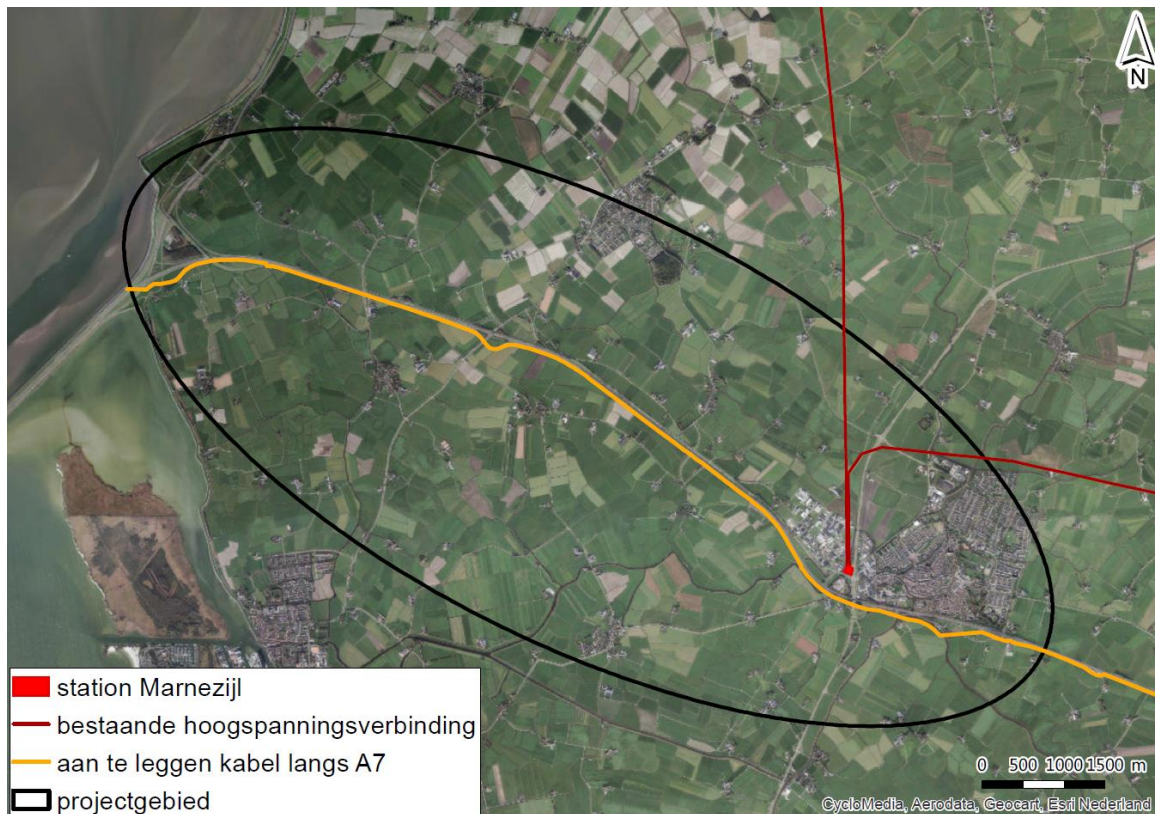 N
station Marnezijl
bestaande hoogspanningsverbinding
aan te leggen kabel langs A7
projectgebied
0 500 1000 1500 m
CycloMedia, Aerodata, Geocart, Esri Nederland